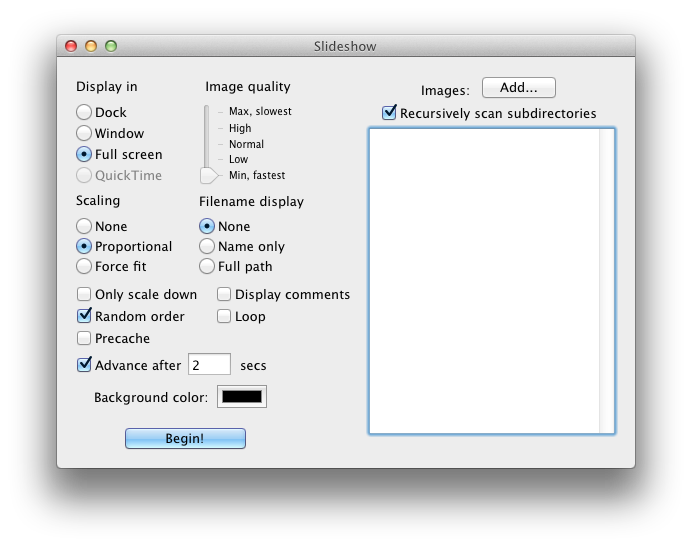 Slideshow
Display in
Dock
Window
Full screen
QuickTime
Image quality
Max, slowest
High
Normal
Low
Min, fastest
Scaling
None
Proportional
Force fit
Filename display
None
Name only
Full path
Only scale down
Display comments
Random order
Loop
Precache
Advance after 2 secs
Background color:
Begin!
Images: Add...
Recursively scan subdirectories